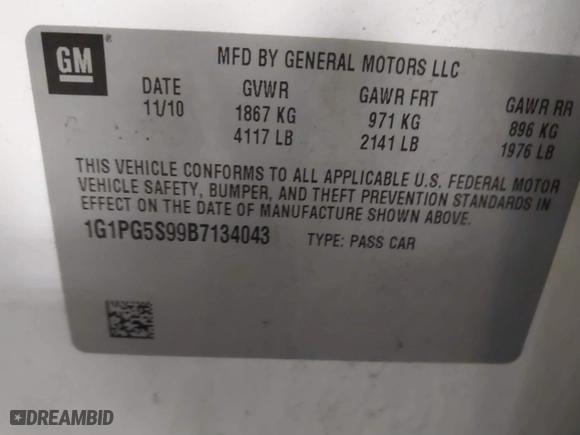 GM
®
MFD BY GENERAL MOTORS LLC
DATE GVWR GAWR FRT GAWR RR
11/10 1867 KG 971 KG 896 KG
4117 LB 2141 LB 1976 LB
THIS VEHICLE CONFORMS TO ALL APPLICABLE U.S. FEDERAL MOTOR
VEHICLE SAFETY, BUMPER, AND THEFT PREVENTION STANDARDS IN
EFFECT ON THE DATE OF MANUFACTURE SHOWN ABOVE.
1G1PG5S99B7134043 TYPE: PASS CAR
DREAMBID